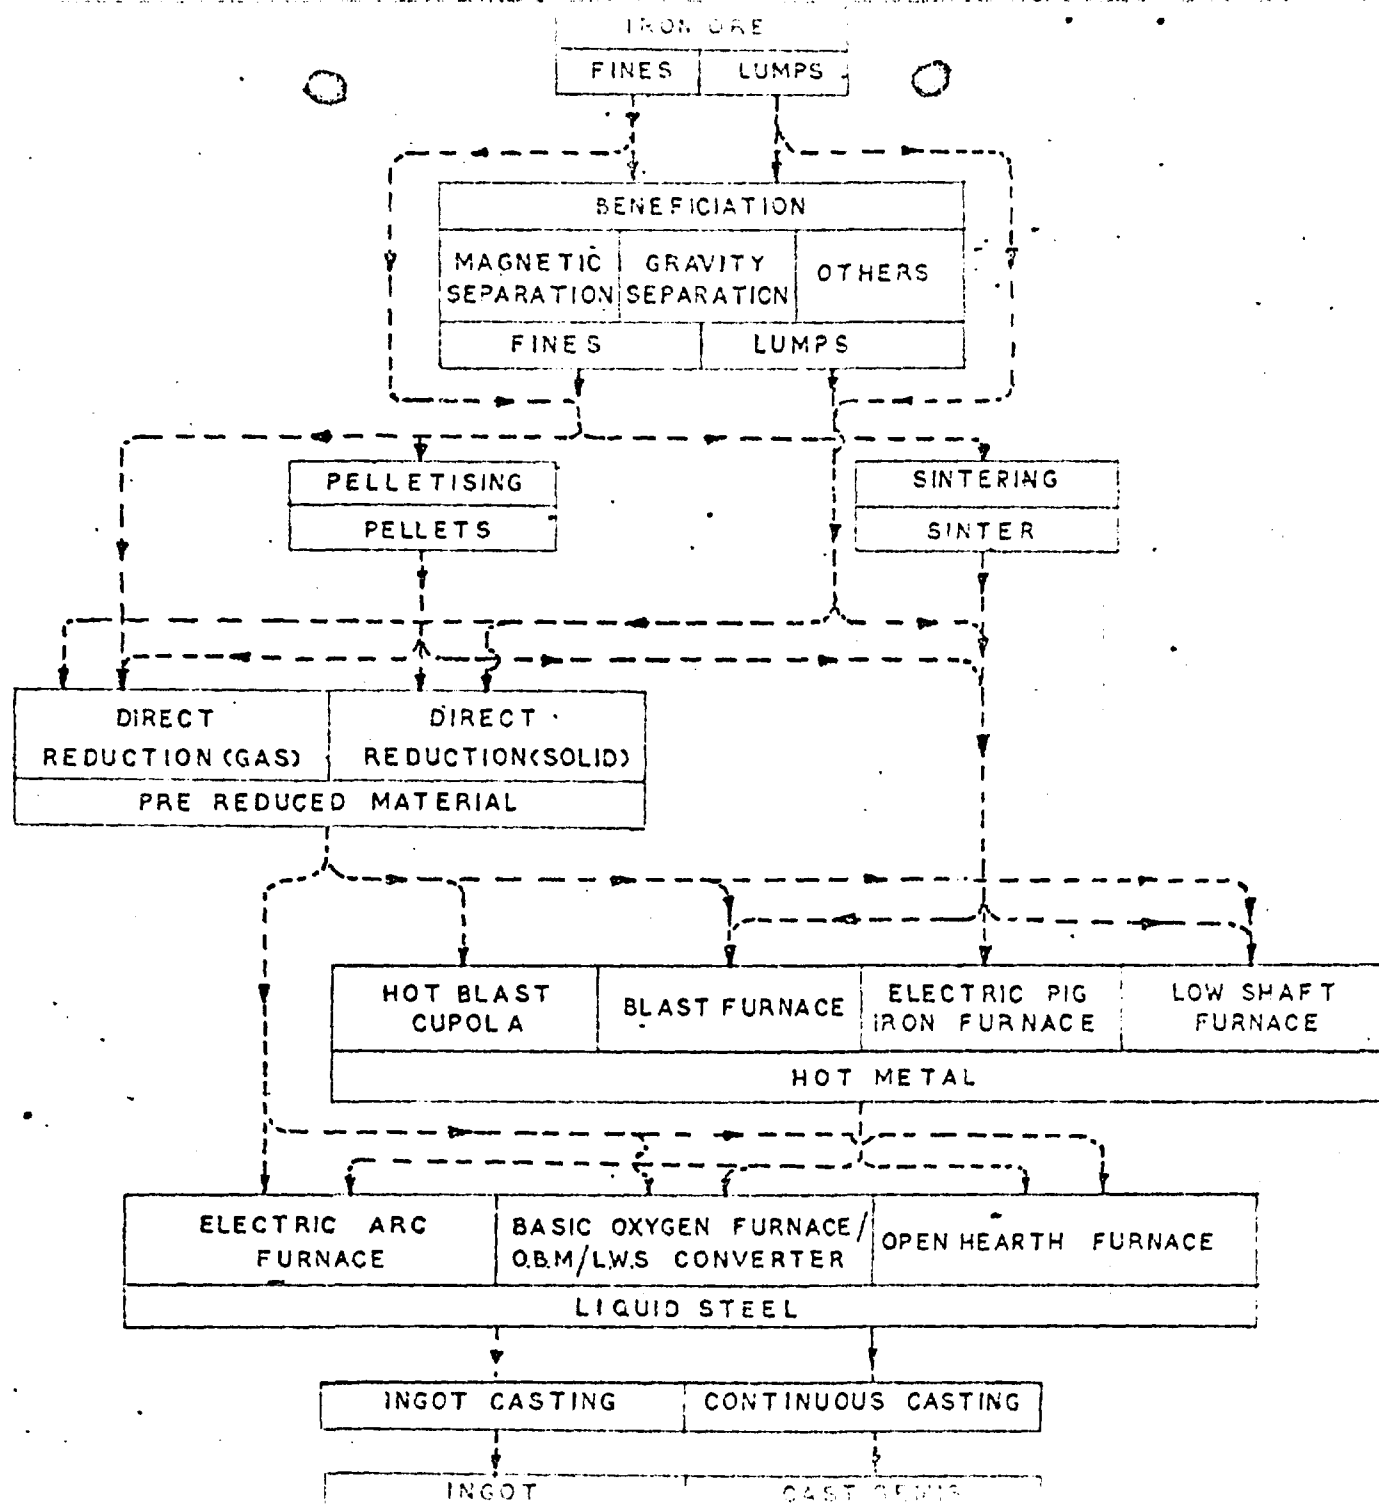 IRON ORE
FINES LUMPS
BENEFICIATION
MAGNETIC SEPARATION GRAVITY SEPARATION OTHERS
FINES LUMPS
PELLETISING SINTERING
PELLETS SINTER
DIRECT REDUCTION (GAS) DIRECT REDUCTION (SOLID)
PRE REDUCED MATERIAL
HOT BLAST CUPOLA BLAST FURNACE ELECTRIC PIG IRON FURNACE LOW SHAFT FURNACE
HOT METAL
ELECTRIC ARC FURNACE BASIC OXYGEN FURNACE/ O.B.M/L.W.S CONVERTER OPEN HEARTH FURNACE
LIQUID STEEL
INGOT CASTING CONTINUOUS CASTING
INGOT CAST